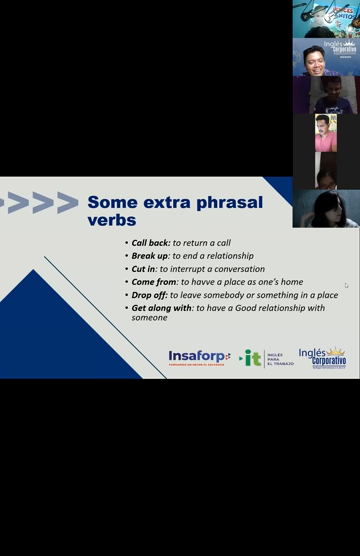 Inglés
Corporativo
Some extra phrasal
verbs
• Call back: to return a call
• Break up: to end a relationship
• Cut in: to interrupt a conversation
• Come from: to havve a place as one's home
• Drop off: to leave somebody or something in a place
• Get along with: to have a Good relationship with
someone
Insaforp
it
INGLÉS
PARA
EL TRABAJO
Inglés
Corporativo